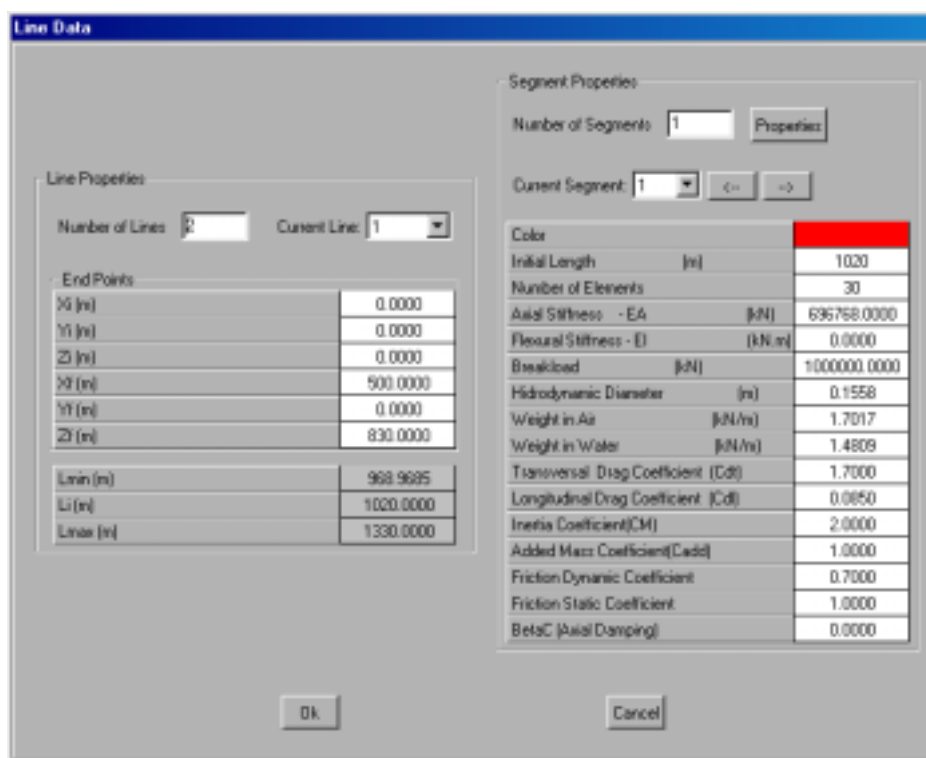 Line Data
Line Properties
Number of Lines 2 Current Line: 1
End Points
Xi (m) 0.0000
Yi (m) 0.0000
Zi (m) 0.0000
Xf (m) 500.0000
Yf (m) 0.0000
Zf (m) 830.0000
Lmin (m) 968.9685
Li (m) 1020.0000
Lmax (m) 1330.0000
Segment Properties
Number of Segments 1 Properties
Current Segment: 1 <-- -->
Color
Initial Length (m) 1020
Number of Elements 30
Axial Stiffness - EA (kN) 696768.0000
Flexural Stiffness - EI (kN.m) 0.0000
Breakload (kN) 1000000.0000
Hidrodynamic Diameter (m) 0.1558
Weight in Air (kN/m) 1.7017
Weight in Water (kN/m) 1.4809
Transversal Drag Coefficient (Cdt) 1.7000
Longitudinal Drag Coefficient (Cdl) 0.0850
Inertia Coefficient(CM) 2.0000
Added Mass Coefficient(Cadd) 1.0000
Friction Dynamic Coefficient 0.7000
Friction Static Coefficient 1.0000
BetaC (Axial Damping) 0.0000
Ok Cancel